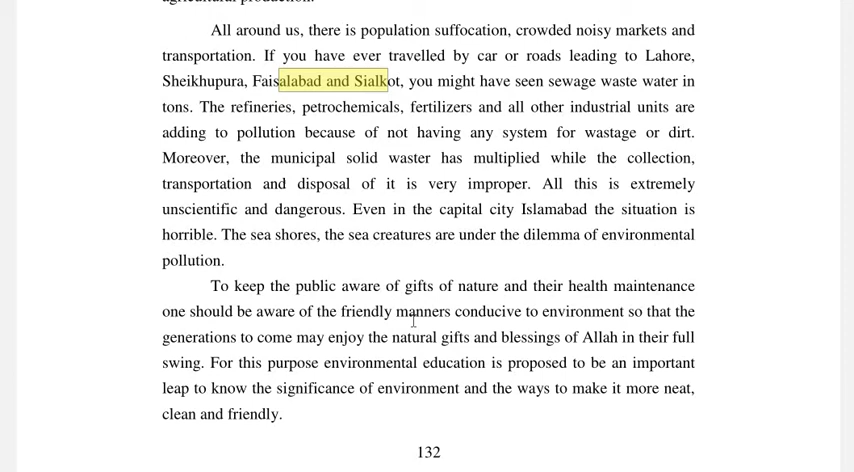 All around us, there is population suffocation, crowded noisy markets and
transportation. If you have ever travelled by car or roads leading to Lahore,
Sheikhupura, Faisalabad and Sialkot, you might have seen sewage waste water in
tons. The refineries, petrochemicals, fertilizers and all other industrial units are
adding to pollution because of not having any system for wastage or dirt.
Moreover, the municipal solid waster has multiplied while the collection,
transportation and disposal of it is very improper. All this is extremely
unscientific and dangerous. Even in the capital city Islamabad the situation is
horrible. The sea shores, the sea creatures are under the dilemma of environmental
pollution.
To keep the public aware of gifts of nature and their health maintenance
one should be aware of the friendly manners conducive to environment so that the
generations to come may enjoy the natural gifts and blessings of Allah in their full
swing. For this purpose environmental education is proposed to be an important
leap to know the significance of environment and the ways to make it more neat,
clean and friendly.
132